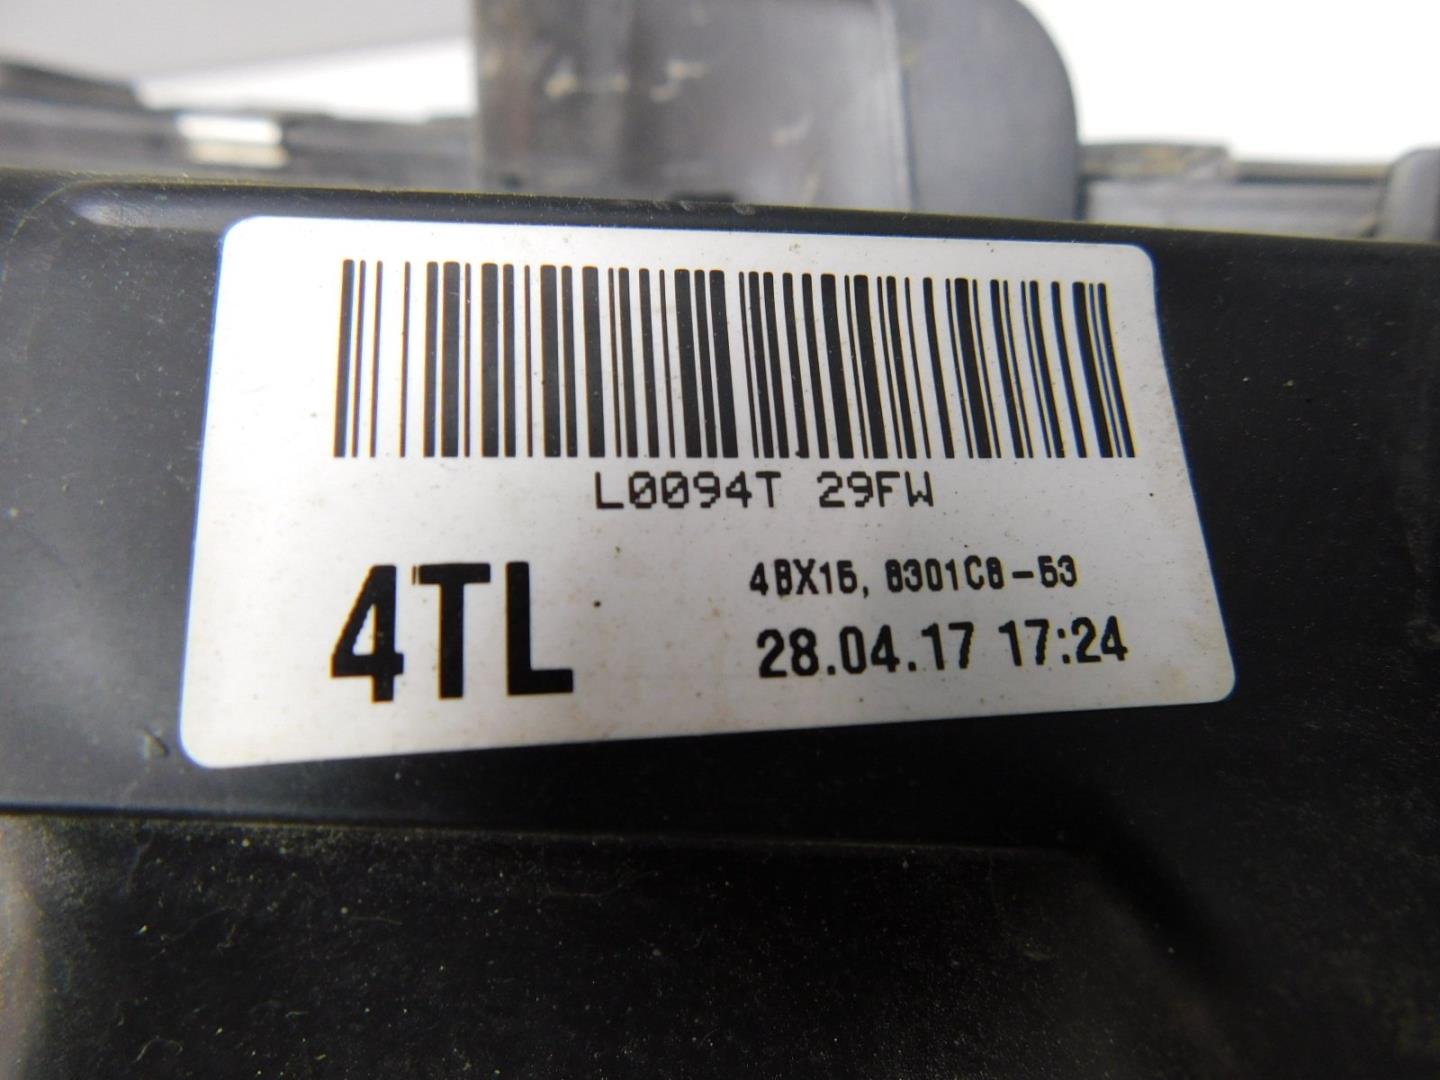 L0094T 29FW
4TL
4BX15, 8301C8-53
28.04.17 17:24